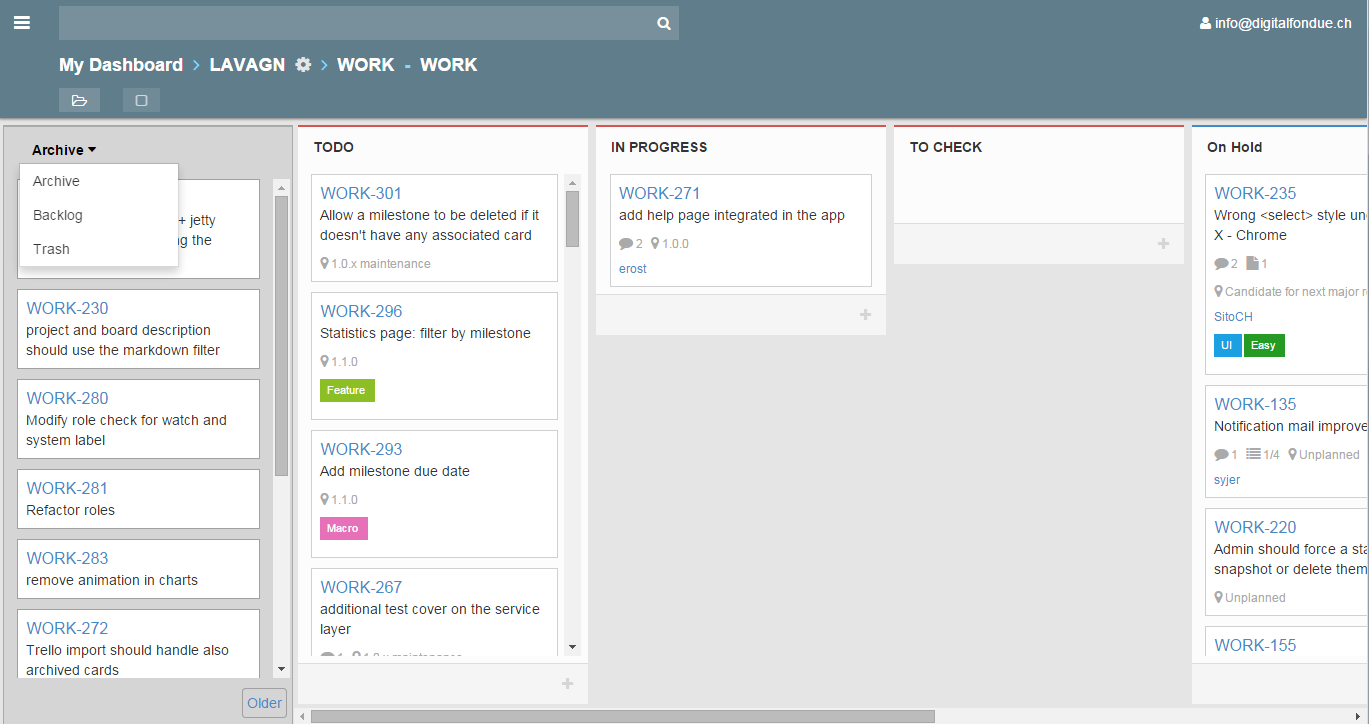 info@digitalfondue.ch
My Dashboard > LAVAGN > WORK - WORK
Archive
Archive
Backlog
Trash
+ jetty
ng the
WORK-230
project and board description
should use the markdown filter
WORK-280
Modify role check for watch and
system label
WORK-281
Refactor roles
WORK-283
remove animation in charts
WORK-272
Trello import should handle also
archived cards
Older
TODO
WORK-301
Allow a milestone to be deleted if it
doesn't have any associated card
1.0.x maintenance
WORK-296
Statistics page: filter by milestone
1.1.0
Feature
WORK-293
Add milestone due date
1.1.0
Macro
WORK-267
additional test cover on the service
layer
1 1.0.x maintenance
IN PROGRESS
WORK-271
add help page integrated in the app
2 1.0.0
erost
TO CHECK
On Hold
WORK-235
Wrong <select> style un
X - Chrome
2 1
Candidate for next major r
SitoCH
UI Easy
WORK-135
Notification mail improve
1 1/4 Unplanned
syjer
WORK-220
Admin should force a sta
snapshot or delete them
Unplanned
WORK-155